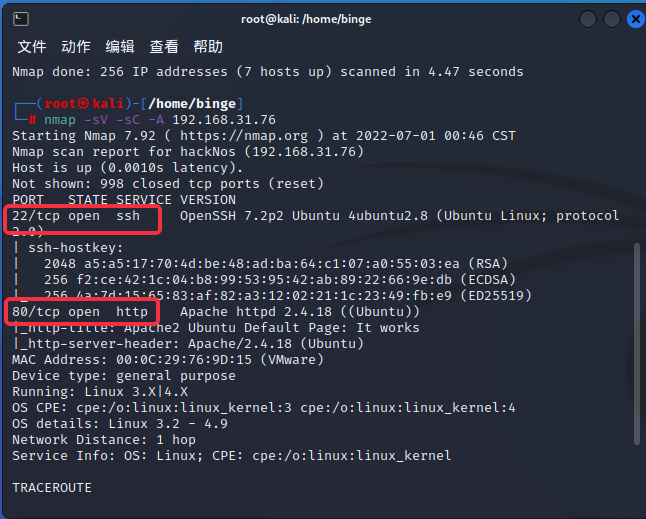 root@kali: /home/binge
文件 动作 编辑 查看 帮助
Nmap done: 256 IP addresses (7 hosts up) scanned in 4.47 seconds
┌──(root㉿kali)-[/home/binge]
└─# nmap -sV -sC -A 192.168.31.76
Starting Nmap 7.92 ( https://nmap.org ) at 2022-07-01 00:46 CST
Nmap scan report for hackNos (192.168.31.76)
Host is up (0.0010s latency).
Not shown: 998 closed tcp ports (reset)
PORT   STATE SERVICE VERSION
22/tcp open  ssh     OpenSSH 7.2p2 Ubuntu 4ubuntu2.8 (Ubuntu Linux; protocol
2.0)
| ssh-hostkey:
|   2048 a5:a5:17:70:4d:be:48:ad:ba:64:c1:07:a0:55:03:ea (RSA)
|   256 f2:ce:42:1c:04:b8:99:53:95:42:ab:89:22:66:9e:db (ECDSA)
|_  256 4a:7d:15:65:83:af:82:a3:12:02:21:1c:23:49:fb:e9 (ED25519)
80/tcp open  http    Apache httpd 2.4.18 ((Ubuntu))
|_http-title: Apache2 Ubuntu Default Page: It works
|_http-server-header: Apache/2.4.18 (Ubuntu)
MAC Address: 00:0C:29:76:9D:15 (VMware)
Device type: general purpose
Running: Linux 3.X|4.X
OS CPE: cpe:/o:linux:linux_kernel:3 cpe:/o:linux:linux_kernel:4
OS details: Linux 3.2 - 4.9
Network Distance: 1 hop
Service Info: OS: Linux; CPE: cpe:/o:linux:linux_kernel
TRACEROUTE